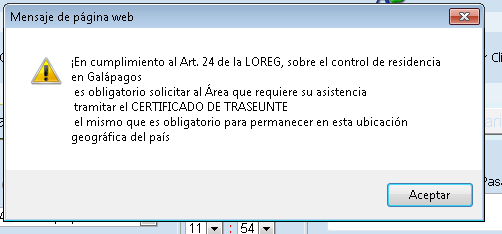 Mensaje de página web
¡En cumplimiento al Art. 24 de la LOREG, sobre el control de residencia
en Galápagos
es obligatorio solicitar al Área que requiere su asistencia
tramitar el CERTIFICADO DE TRASEUNTE
el mismo que es obligatorio para permanecer en esta ubicación
geográfica del país
Aceptar
11 : 54